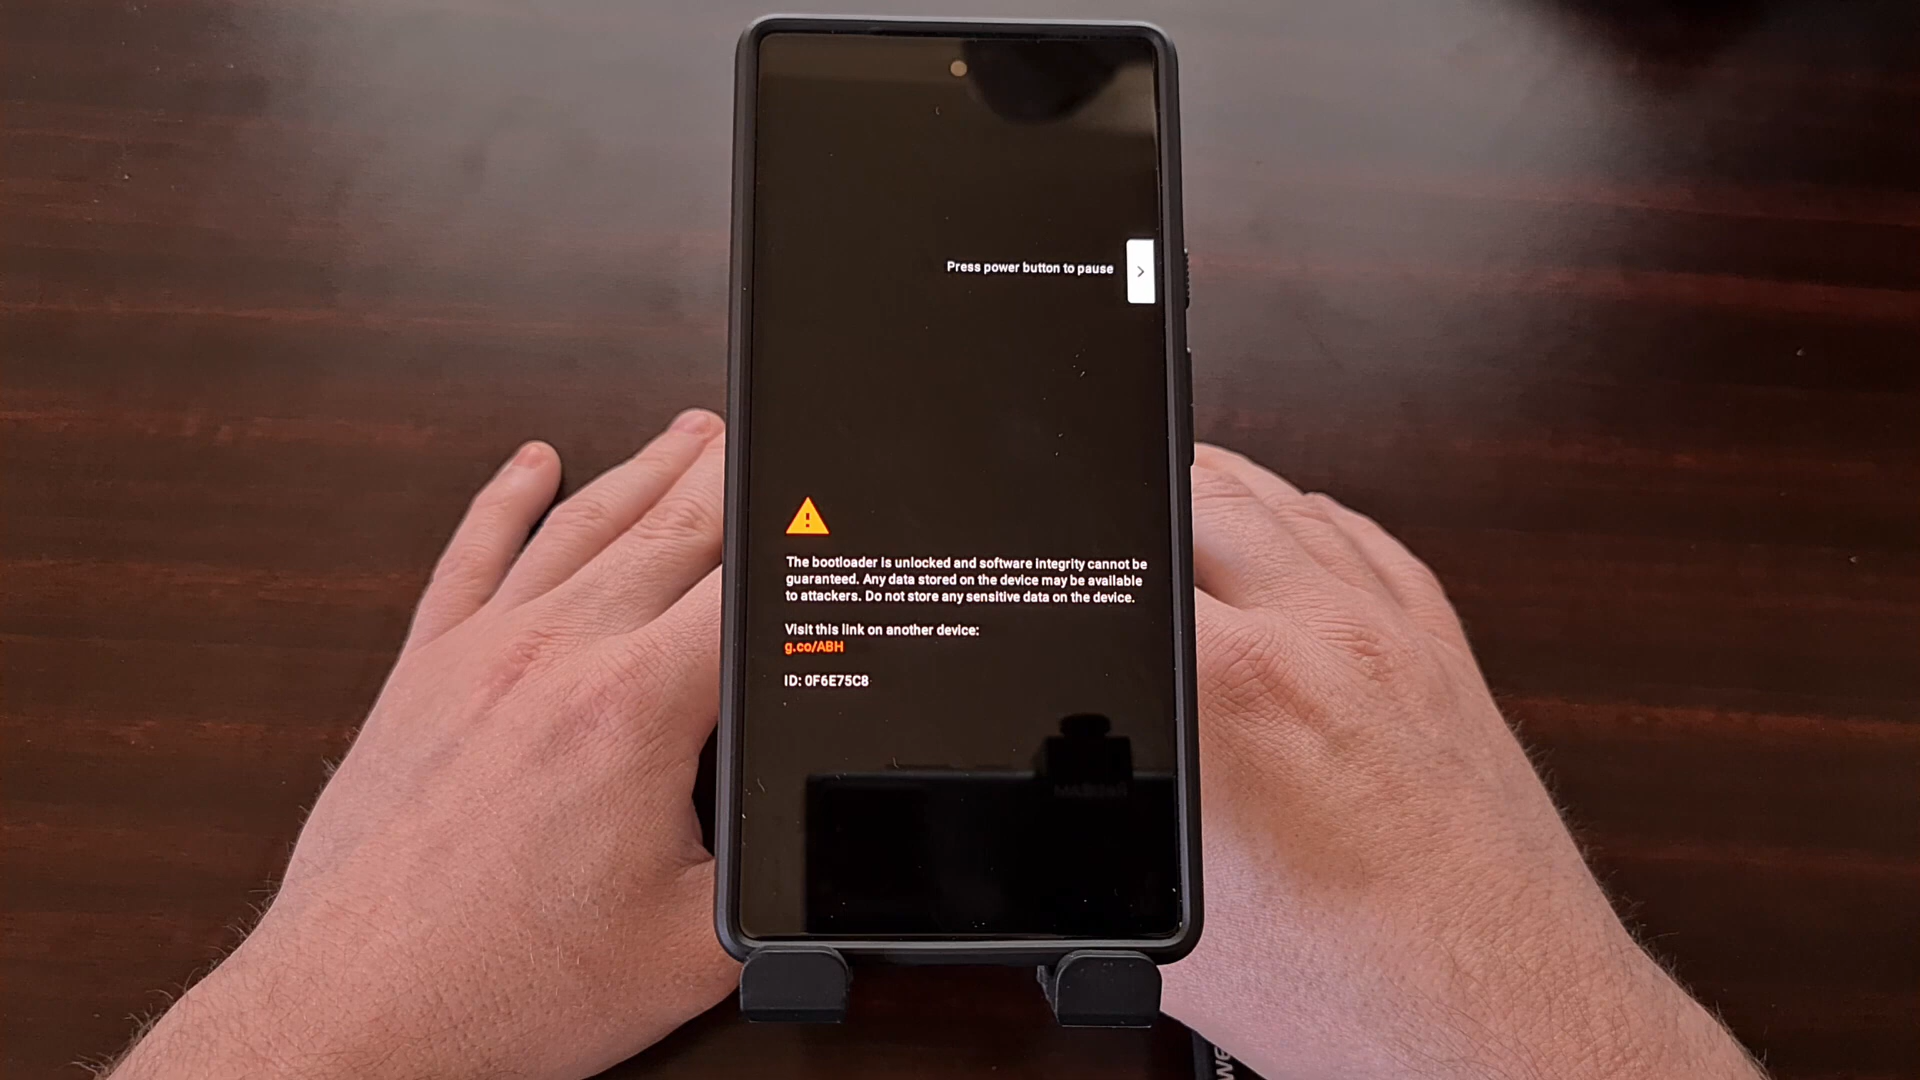 Press power button to pause
The bootloader is unlocked and software integrity cannot be
guaranteed. Any data stored on the device may be available
to attackers. Do not store any sensitive data on the device.
Visit this link on another device:
g.co/ABH
ID: 0F6E75C8